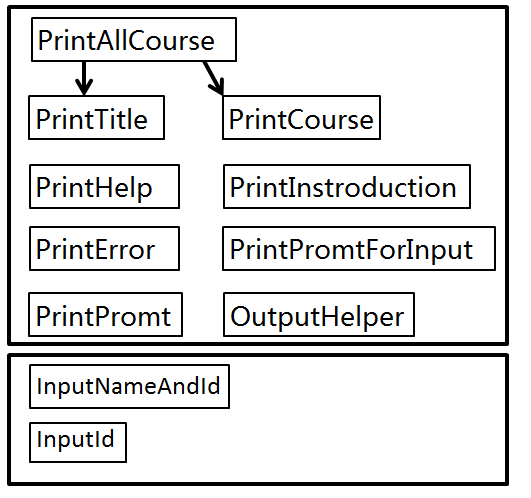 PrintAllCourse
PrintTitle
PrintCourse
PrintHelp
PrintInstroduction
PrintError
PrintPromtForInput
PrintPromt
OutputHelper
InputNameAndId
InputId